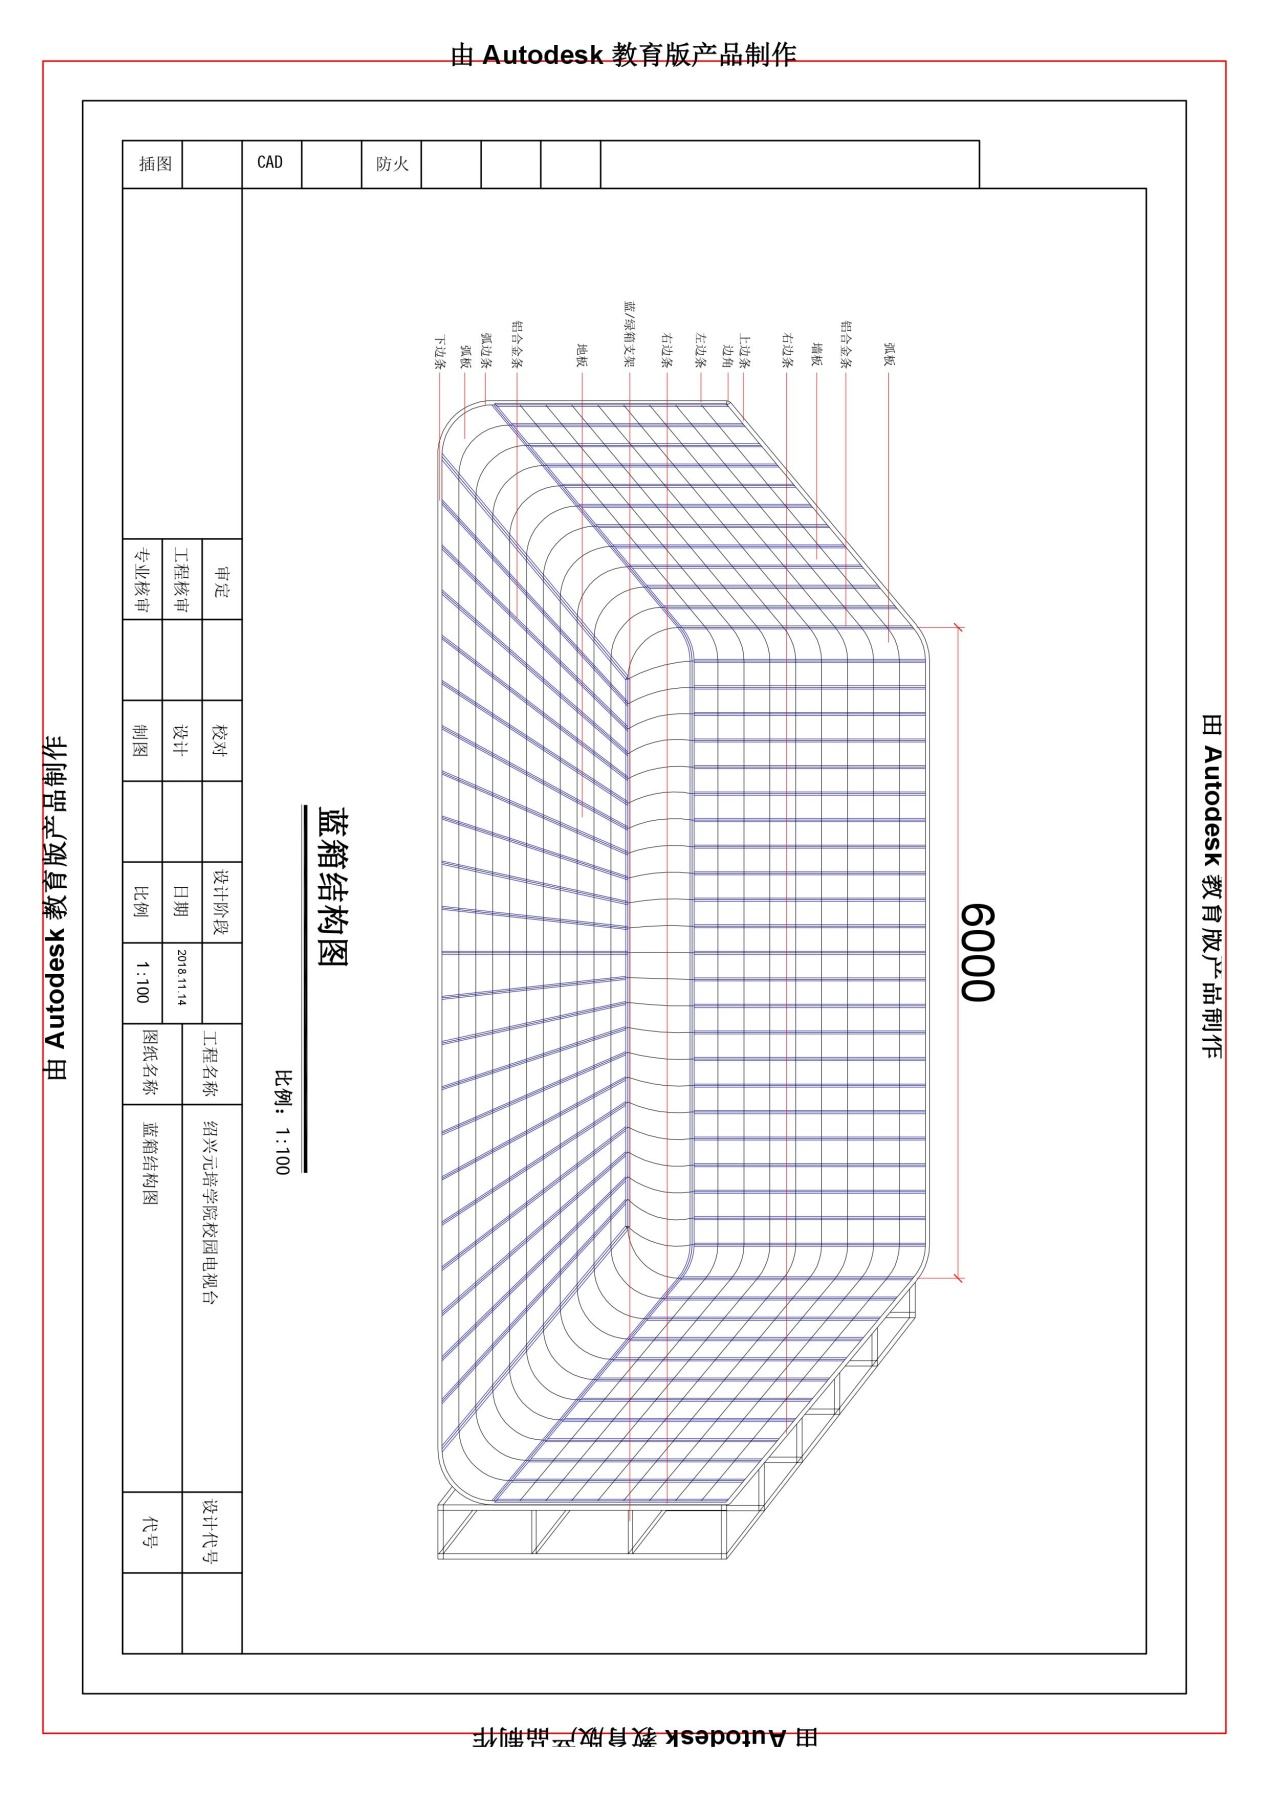 由 Autodesk 教育版产品制作
插图
CAD
防火
弧板
铝合金条
墙板
右边条
上边条
边角
左边条
右边条
蓝/绿箱支架
地板
铝合金条
弧边条
弧板
下边条
6000
蓝箱结构图
比例：1:100
审定
工程核审
专业核审
校对
设计
制图
设计阶段
日期
2018.11.14
比例
1:100
工程名称
绍兴元培学院校园电视台
图纸名称
蓝箱结构图
设计代号
代号
由 Autodesk 教育版产品制作
由 Autodesk 教育版产品制作
由 Autodesk 教育版产品制作